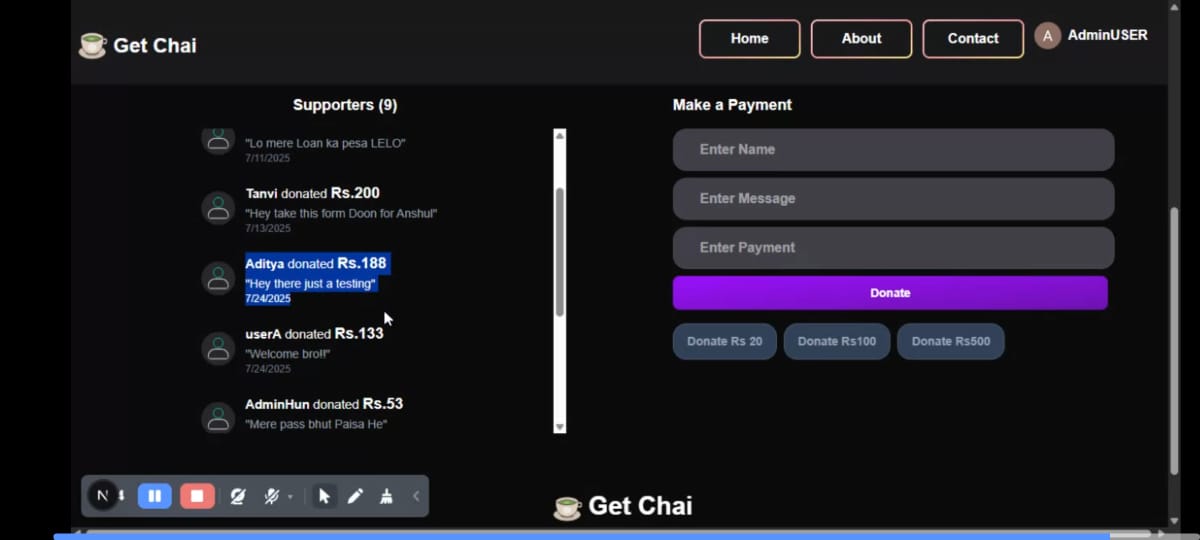 Get Chai
Home
About
Contact
A
AdminUSER
Supporters (9)
"Lo mere Loan ka pesa LELO"
7/11/2025
Tanvi donated Rs.200
"Hey take this form Doon for Anshul"
7/13/2025
Aditya donated Rs.188
"Hey there just a testing"
7/24/2025
userA donated Rs.133
"Welcome bro!!"
7/24/2025
AdminHun donated Rs.53
"Mere pass bhut Paisa He"
Make a Payment
Enter Name
Enter Message
Enter Payment
Donate
Donate Rs 20
Donate Rs100
Donate Rs500
N
Get Chai